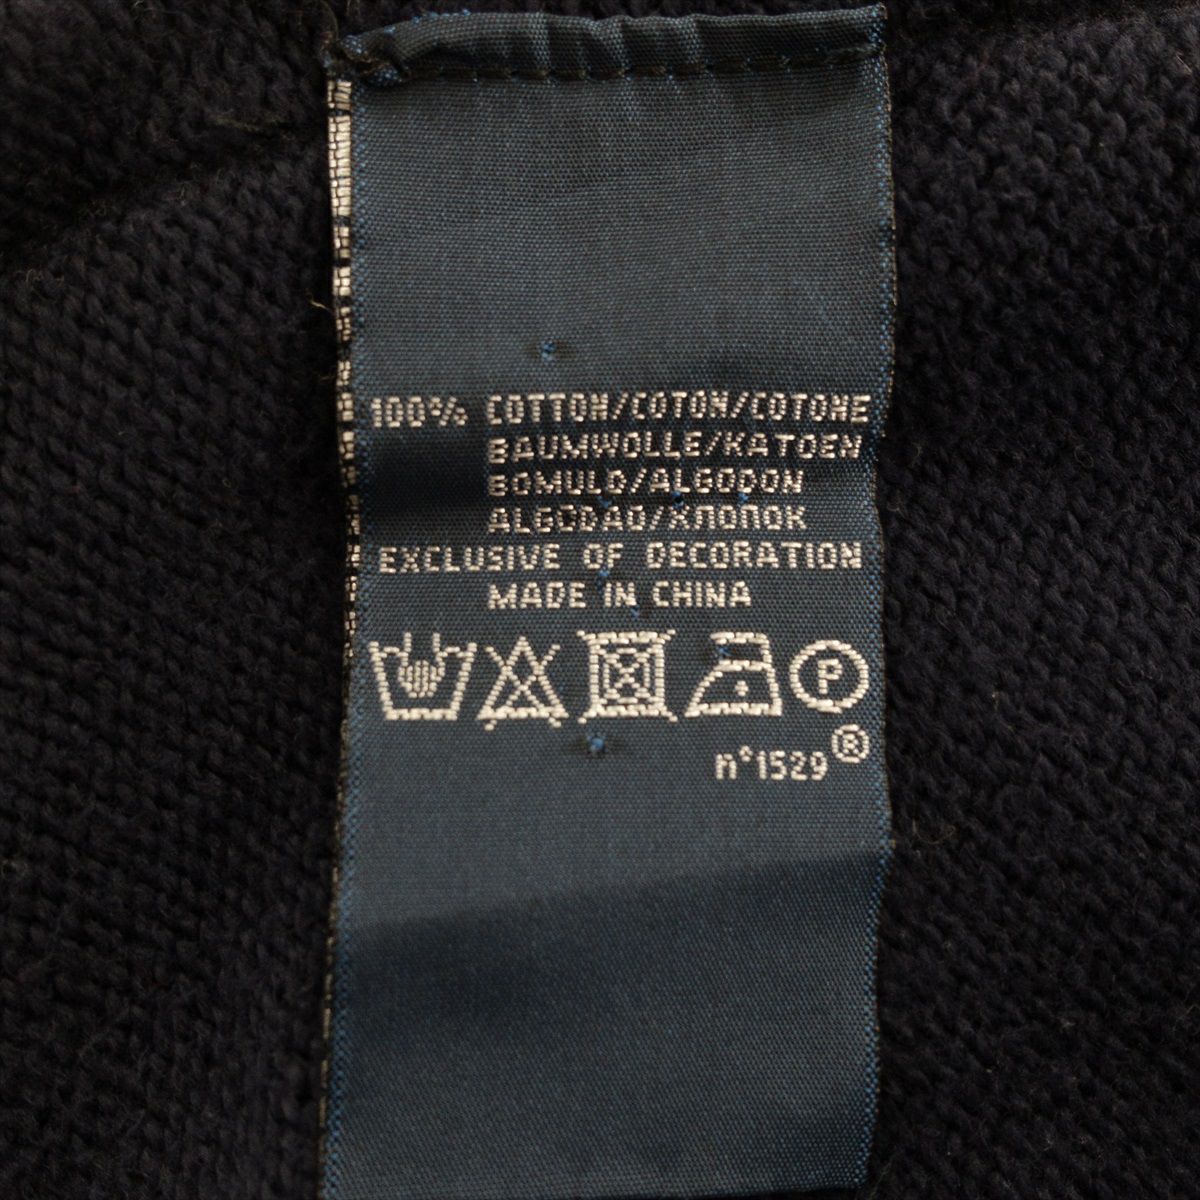 100% COTTON/COTON/COTONE
BAUMWOLLE/KATOEN
BOMULD/ALGODON
ALGODAO/ХЛОПОК
EXCLUSIVE OF DECORATION
MADE IN CHINA
P
n°1529®